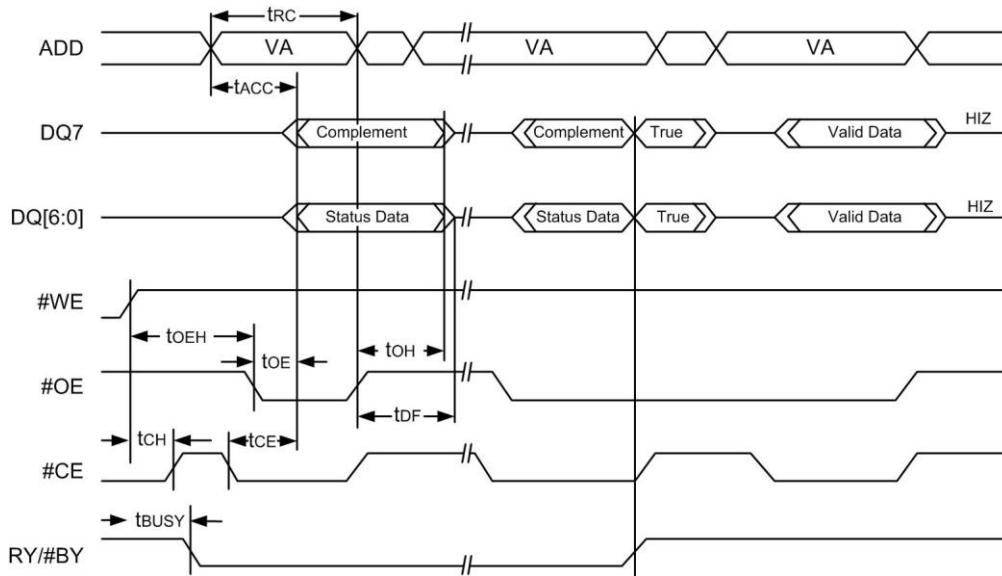 tRC
ADD VA VA VA
tACC
DQ7 Complement Complement True Valid Data HIZ
DQ[6:0] Status Data Status Data True Valid Data HIZ
#WE
tOEH
tOE tOH
#OE
tDF
tCH tCE
#CE
tBUSY
RY/#BY